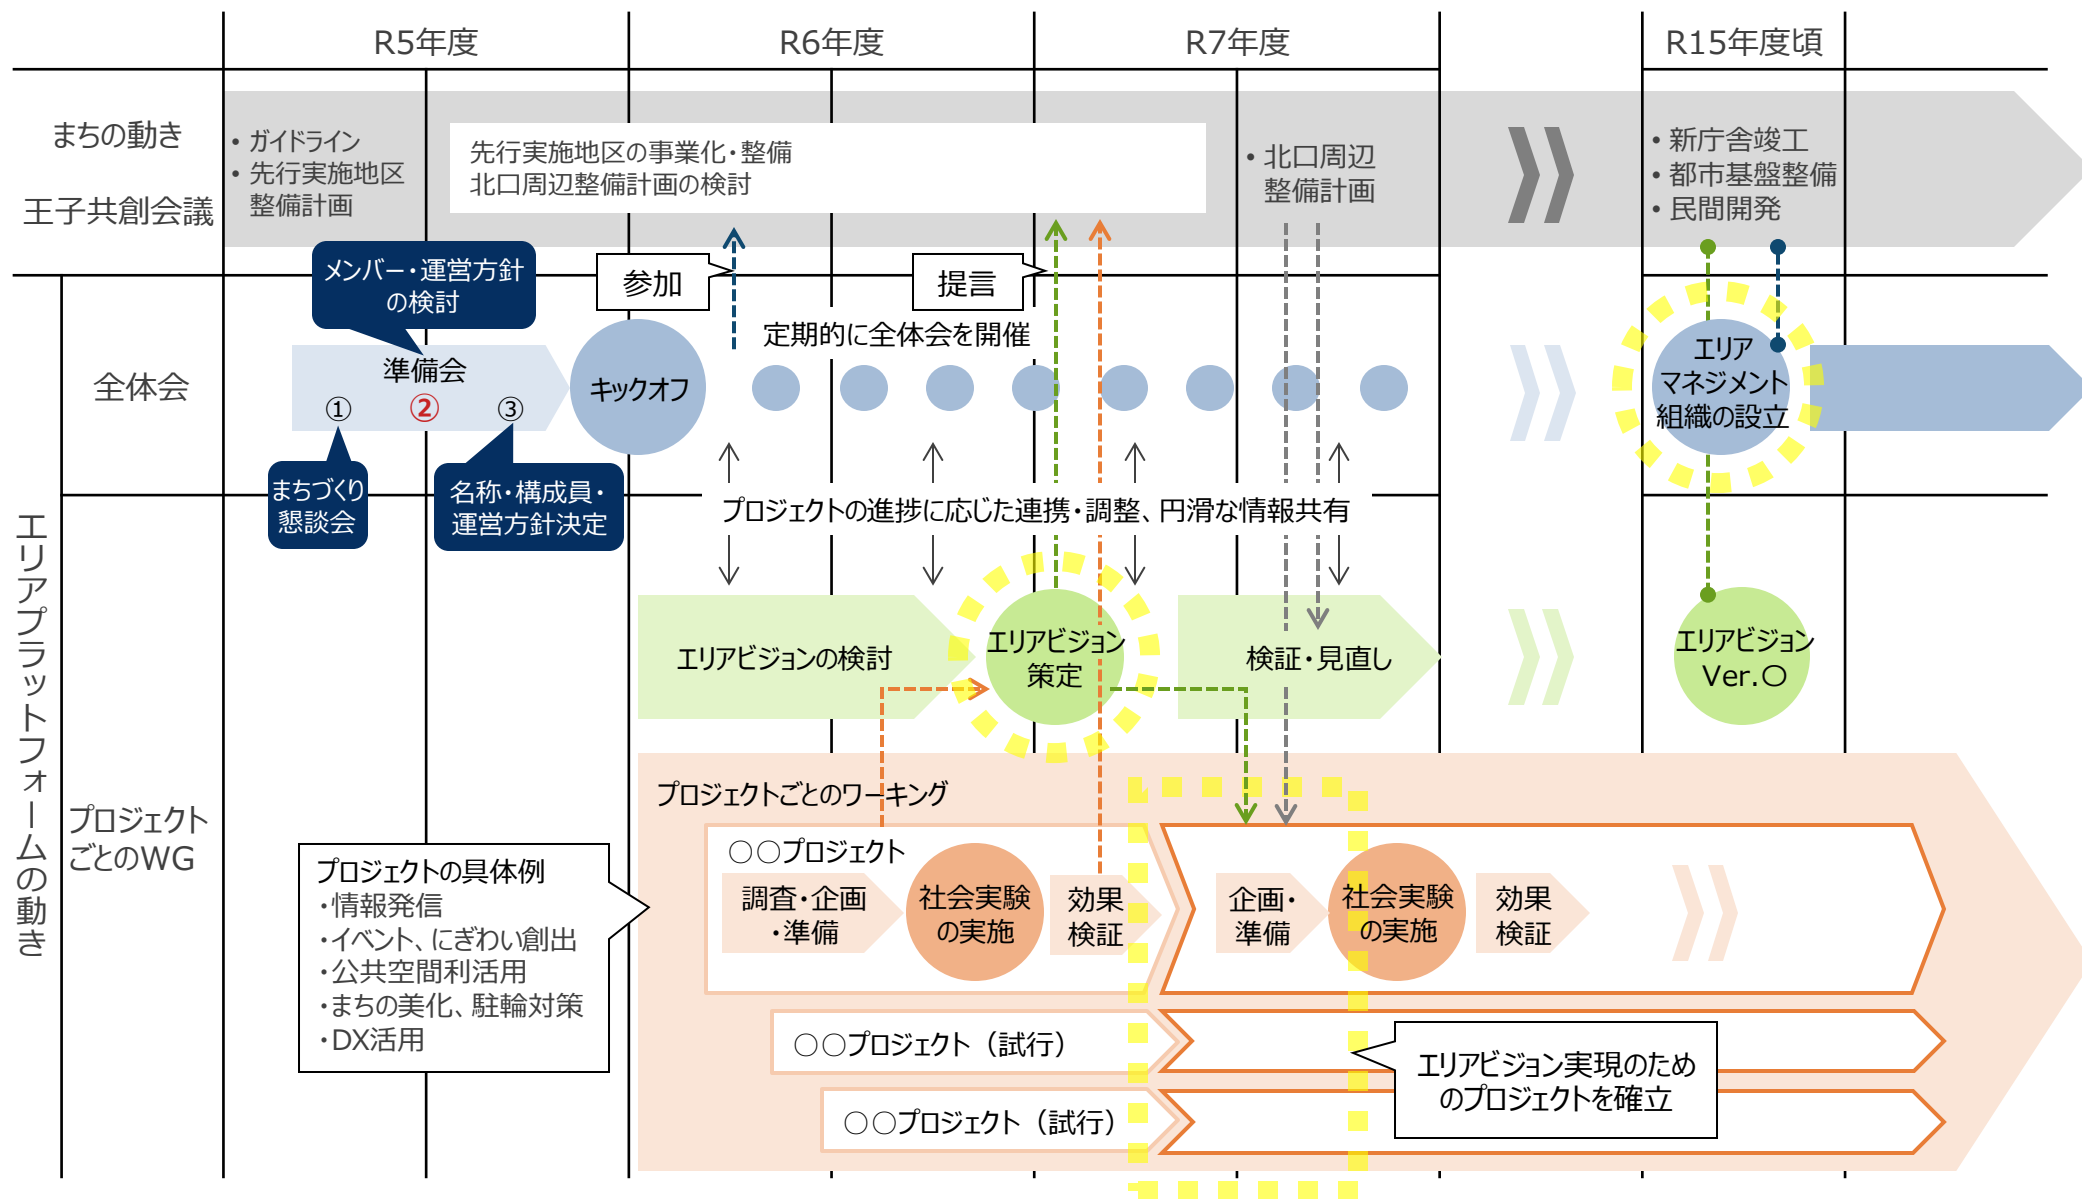 R5年度
R6年度
R7年度
R15年度頃
まちの動き
王子共創会議
• ガイドライン
• 先行実施地区
整備計画
先行実施地区の事業化・整備
北口周辺整備計画の検討
• 北口周辺
整備計画
• 新庁舎竣工
• 都市基盤整備
• 民間開発
エリアプラットフォームの動き
全体会
メンバー・運営方針
の検討
準備会
①
②
③
まちづくり
懇談会
名称・構成員・
運営方針決定
キックオフ
参加
提言
定期的に全体会を開催
エリア
マネジメント
組織の設立
プロジェクトの進捗に応じた連携・調整、円滑な情報共有
プロジェクト
ごとのWG
エリアビジョンの検討
エリアビジョン
策定
検証・見直し
エリアビジョン
Ver.〇
プロジェクトごとのワーキング
プロジェクトの具体例
・情報発信
・イベント、にぎわい創出
・公共空間利活用
・まちの美化、駐輪対策
・DX活用
〇〇プロジェクト
調査・企画
・準備
社会実験
の実施
効果
検証
企画・
準備
社会実験
の実施
効果
検証
〇〇プロジェクト（試行）
〇〇プロジェクト（試行）
エリアビジョン実現のため
のプロジェクトを確立